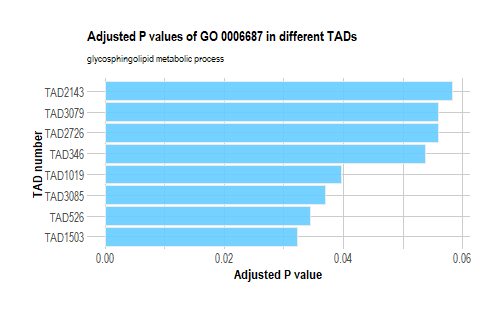 Adjusted P values of GO 0006687 in different TADs
glycosphingolipid metabolic process
TAD2143
TAD3079
TAD2726
TAD346
TAD1019
TAD3085
TAD526
TAD1503
TAD number
0.00 0.02 0.04 0.06
Adjusted P value